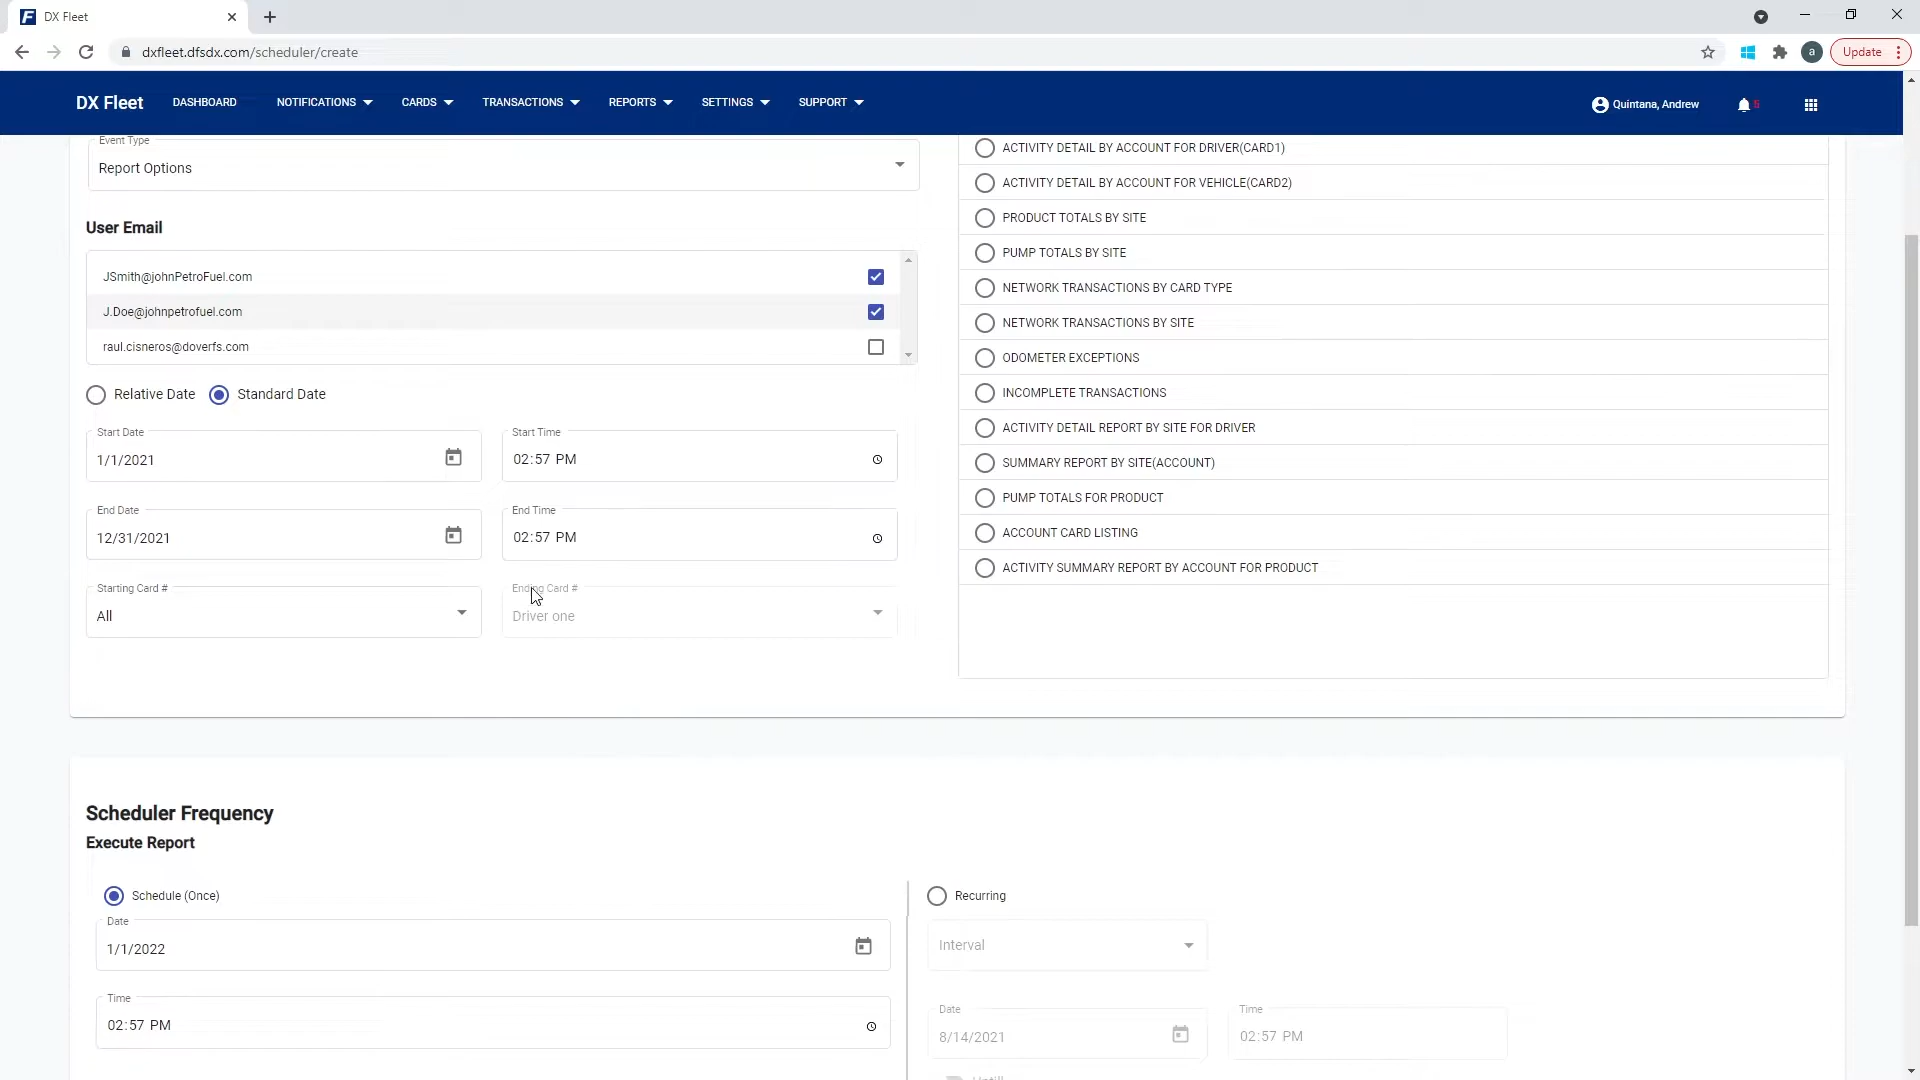 DX Fleet
dxfleet.dfsdx.com/scheduler/create
a
Update
DX Fleet
DASHBOARD
NOTIFICATIONS
CARDS
TRANSACTIONS
REPORTS
SETTINGS
SUPPORT
Quintana, Andrew
Event Type
Report Options
User Email
JSmith@johnPetroFuel.com
J.Doe@johnpetrofuel.com
raul.cisneros@doverfs.com
Relative Date
Standard Date
Start Date
1/1/2021
Start Time
02:57 PM
End Date
12/31/2021
End Time
02:57 PM
Starting Card #
All
Ending Card #
Driver one
ACTIVITY DETAIL BY ACCOUNT FOR DRIVER(CARD1)
ACTIVITY DETAIL BY ACCOUNT FOR VEHICLE(CARD2)
PRODUCT TOTALS BY SITE
PUMP TOTALS BY SITE
NETWORK TRANSACTIONS BY CARD TYPE
NETWORK TRANSACTIONS BY SITE
ODOMETER EXCEPTIONS
INCOMPLETE TRANSACTIONS
ACTIVITY DETAIL REPORT BY SITE FOR DRIVER
SUMMARY REPORT BY SITE(ACCOUNT)
PUMP TOTALS FOR PRODUCT
ACCOUNT CARD LISTING
ACTIVITY SUMMARY REPORT BY ACCOUNT FOR PRODUCT
Scheduler Frequency
Execute Report
Schedule (Once)
Date
1/1/2022
Time
02:57 PM
Recurring
Interval
Date
8/14/2021
Time
02:57 PM